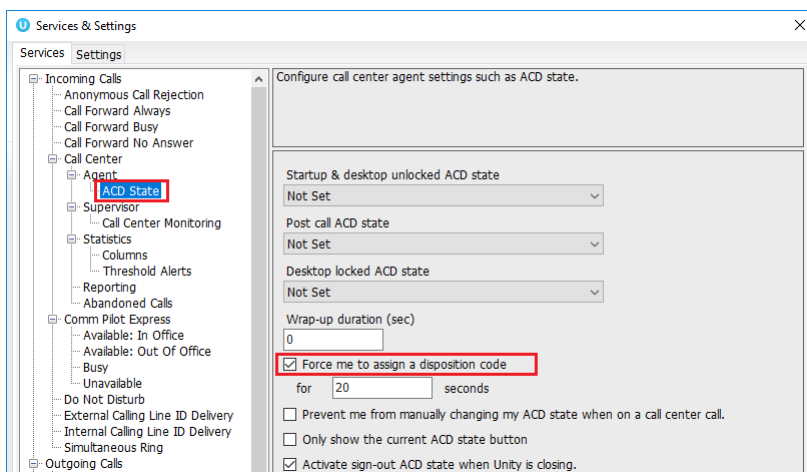 Services & Settings
Services Settings
Incoming Calls
Anonymous Call Rejection
Call Forward Always
Call Forward Busy
Call Forward No Answer
Call Center
Agent
ACD State
Supervisor
Call Center Monitoring
Statistics
Columns
Threshold Alerts
Reporting
Abandoned Calls
Comm Pilot Express
Available: In Office
Available: Out Of Office
Busy
Unavailable
Do Not Disturb
External Calling Line ID Delivery
Internal Calling Line ID Delivery
Simultaneous Ring
Outgoing Calls
Configure call center agent settings such as ACD state.
Startup & desktop unlocked ACD state
Not Set
Post call ACD state
Not Set
Desktop locked ACD state
Not Set
Wrap-up duration (sec)
0
Force me to assign a disposition code
for 20 seconds
Prevent me from manually changing my ACD state when on a call center call.
Only show the current ACD state button
Activate sign-out ACD state when Unity is closing.